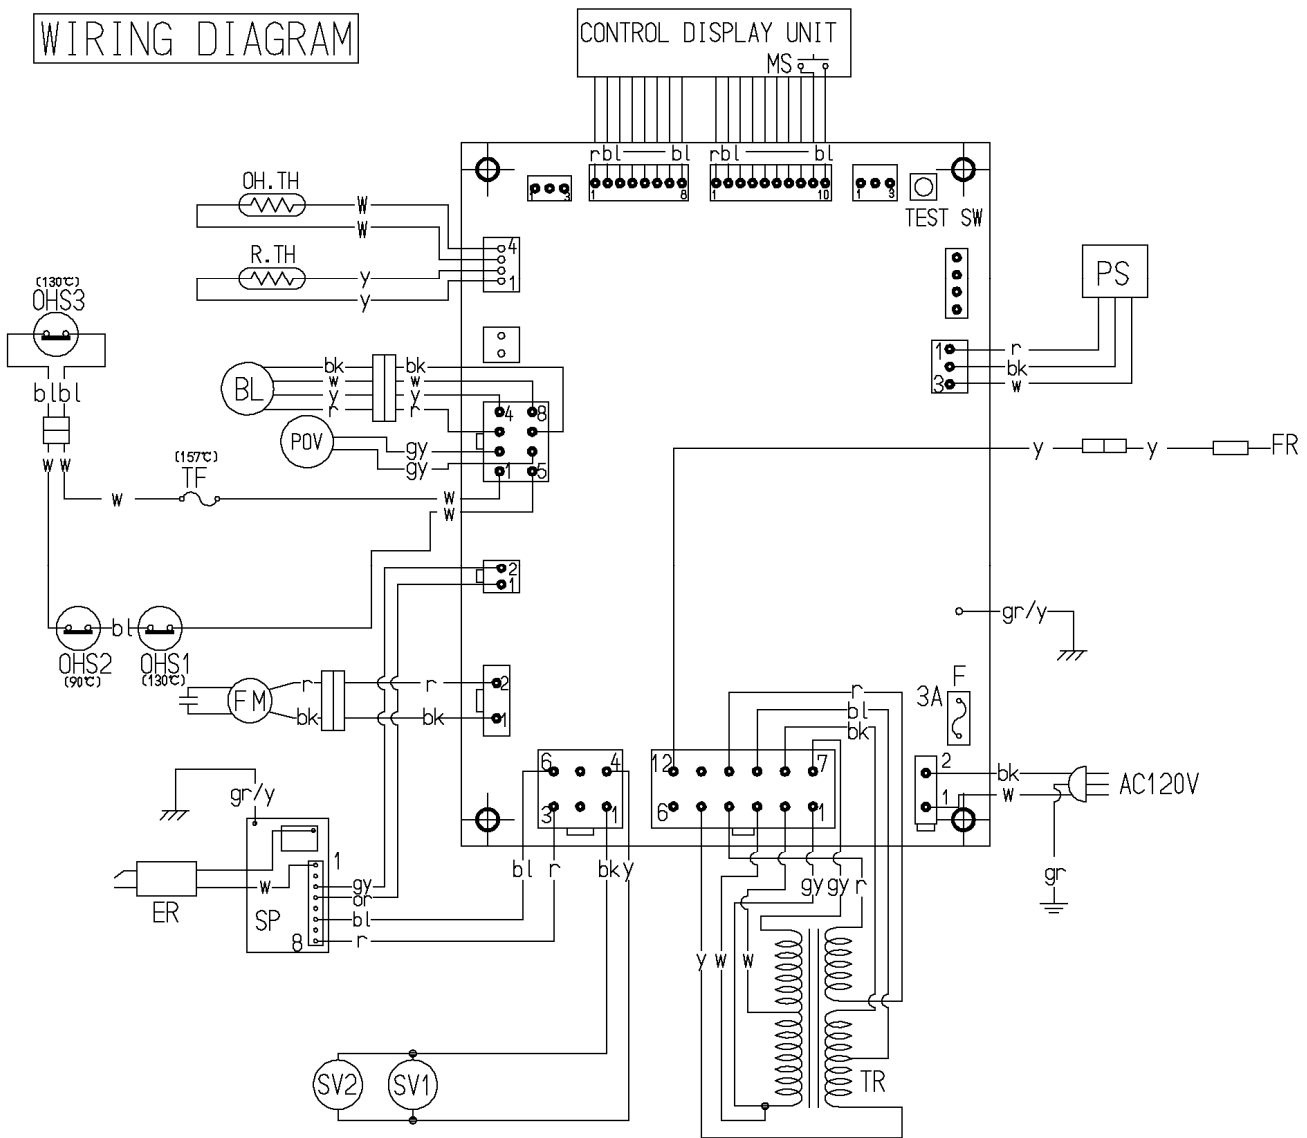 WIRING DIAGRAM
CONTROL DISPLAY UNIT
MS
rbl bl rbl bl
1 3 1 8 1 10 1 3
TEST SW
OH.TH
W
W
4
R.TH
y
y
1
PS
1 r
bk
3 w
(130℃)
OHS3
blbl
W W
BL
bk bk
w w
y y
r r
4 8
POV
gy
gy
1 5
(157℃)
TF
W W
W
y y FR
2
1
bl
OHS2
(90℃)
OHS1
(130℃)
gr/y
FM
r r 2
bk bk 1
F
3A
r
bl
bk
6 4
3 1
12 7
6 1
2 bk
1 W
AC120V
gr
gr/y
1
W
ER
SP
8
gy
or
bl
r
bl r bk y
gy gy r
y W W
SV2 SV1
TR